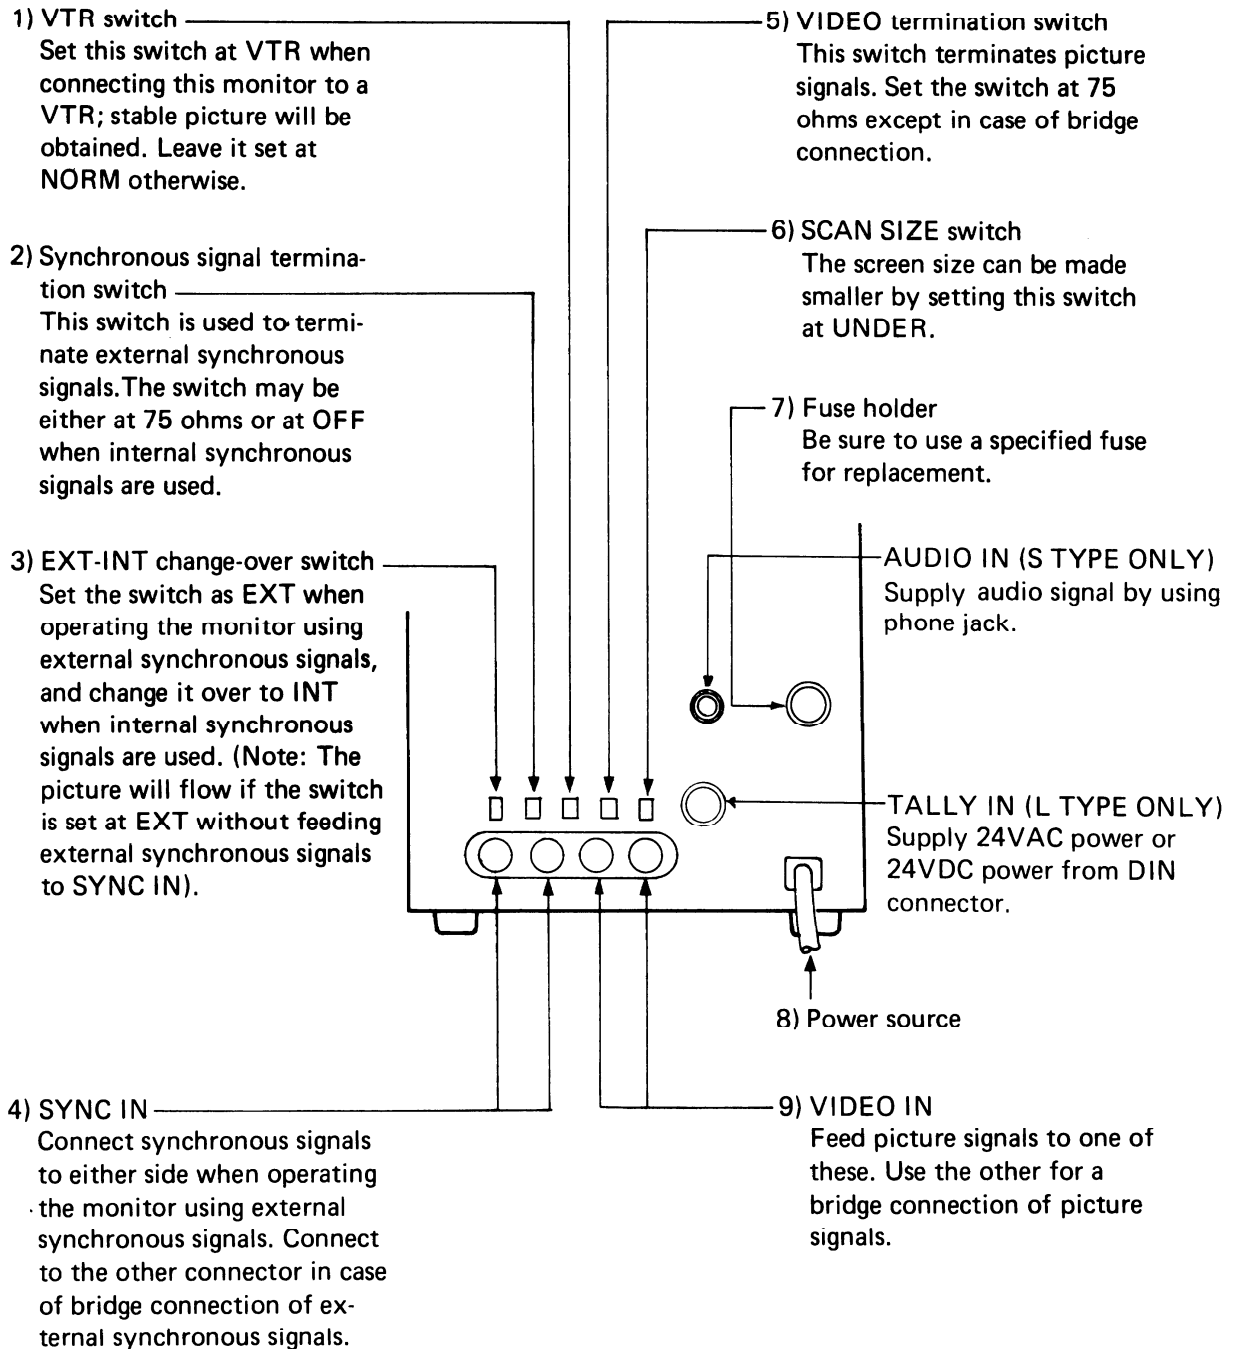 1) VTR switch
Set this switch at VTR when
connecting this monitor to a
VTR; stable picture will be
obtained. Leave it set at
NORM otherwise.
2) Synchronous signal termina-
tion switch
This switch is used to termi-
nate external synchronous
signals.The switch may be
either at 75 ohms or at OFF
when internal synchronous
signals are used.
3) EXT-INT change-over switch
Set the switch as EXT when
operating the monitor using
external synchronous signals,
and change it over to INT
when internal synchronous
signals are used. (Note: The
picture will flow if the switch
is set at EXT without feeding
external synchronous signals
to SYNC IN).
4) SYNC IN
Connect synchronous signals
to either side when operating
the monitor using external
synchronous signals. Connect
to the other connector in case
of bridge connection of ex-
ternal synchronous signals.
5) VIDEO termination switch
This switch terminates picture
signals. Set the switch at 75
ohms except in case of bridge
connection.
6) SCAN SIZE switch
The screen size can be made
smaller by setting this switch
at UNDER.
7) Fuse holder
Be sure to use a specified fuse
for replacement.
AUDIO IN (S TYPE ONLY)
Supply audio signal by using
phone jack.
TALLY IN (L TYPE ONLY)
Supply 24VAC power or
24VDC power from DIN
connector.
8) Power source
9) VIDEO IN
Feed picture signals to one of
these. Use the other for a
bridge connection of picture
signals.